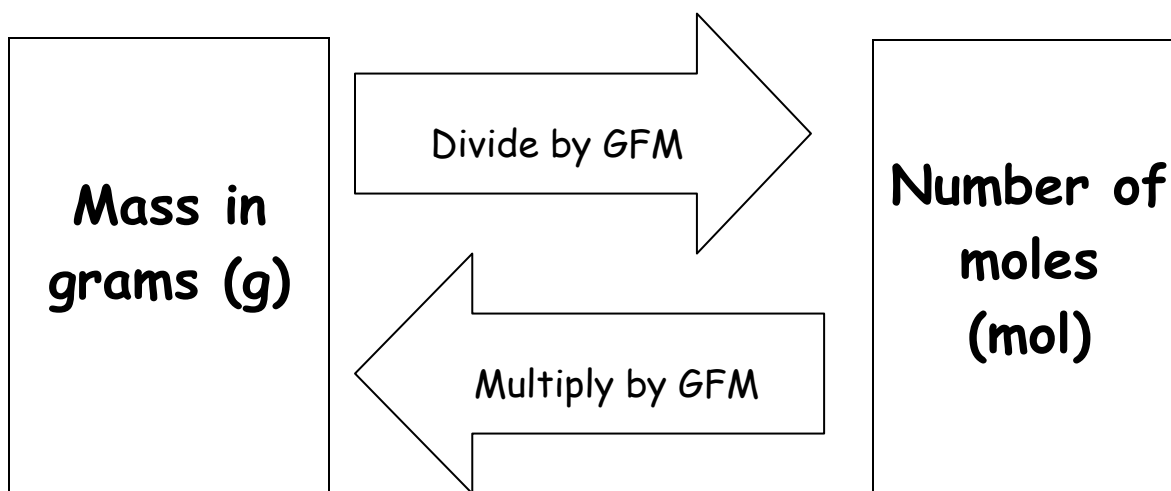 Mass in
grams (g)
Divide by GFM
Multiply by GFM
Number of
moles
(mol)